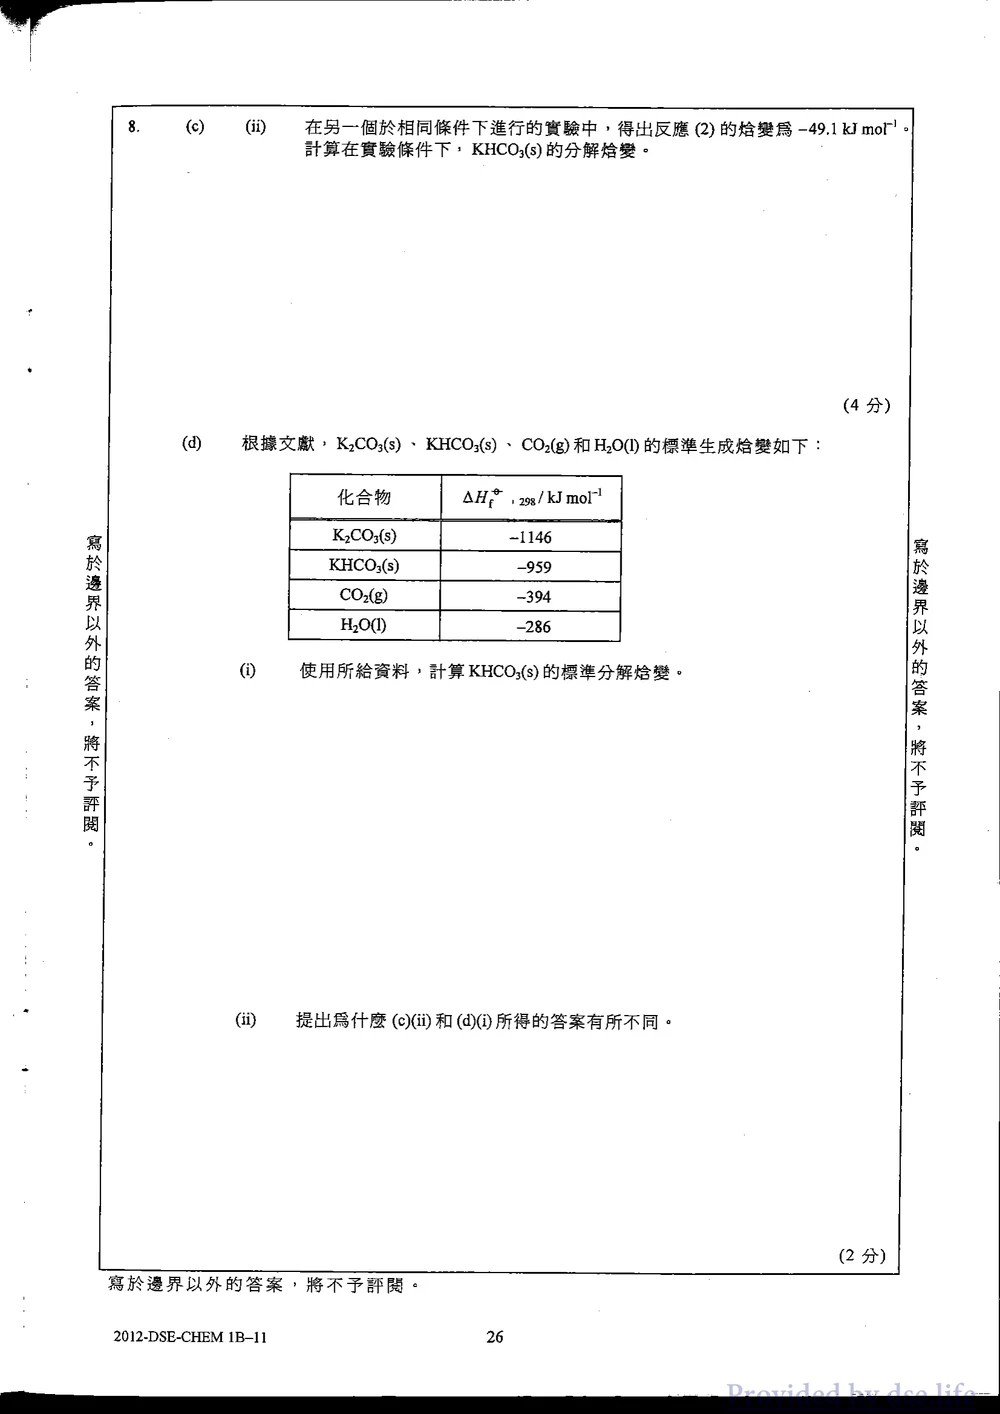 8. (c) (ii) 在另一個於相同條件下進行的實驗中，得出反應 (2) 的焓變爲 −49.1 kJ mol⁻¹。
計算在實驗條件下，KHCO₃(s) 的分解焓變。
(4 分)
(d) 根據文獻，K₂CO₃(s)、KHCO₃(s)、CO₂(g) 和 H₂O(l) 的標準生成焓變如下：
化合物 ΔH_f^⦵,₂₉₈ / kJ mol⁻¹
K₂CO₃(s) −1146
KHCO₃(s) −959
CO₂(g) −394
H₂O(l) −286
(i) 使用所給資料，計算 KHCO₃(s) 的標準分解焓變。
(ii) 提出爲什麼 (c)(ii) 和 (d)(i) 所得的答案有所不同。
(2 分)
寫於邊界以外的答案，將不予評閱。
寫於邊界以外的答案，將不予評閱。
寫於邊界以外的答案，將不予評閱。
2012-DSE-CHEM 1B–11 26
Provided by dse.life